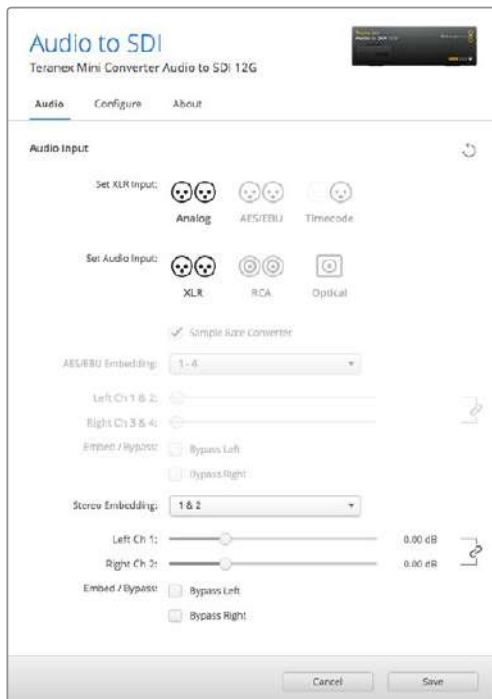 Audio to SDI
Teranex Mini Converter Audio to SDI 12G
Audio Configure About
Audio Input
Set XLR Input:
Analog AES/EBU Timecode
Set Audio Input:
XLR RCA Optical
Sample Rate Converter
AES/EBU Embedding: 1 - 4
Left Ch 1 & 2:
Right Ch 3 & 4:
Embed / Bypass: Bypass Left
Bypass Right
Stereo Embedding: 1 & 2
Left Ch 1: 0.00 dB
Right Ch 2: 0.00 dB
Embed / Bypass: Bypass Left
Bypass Right
Cancel Save